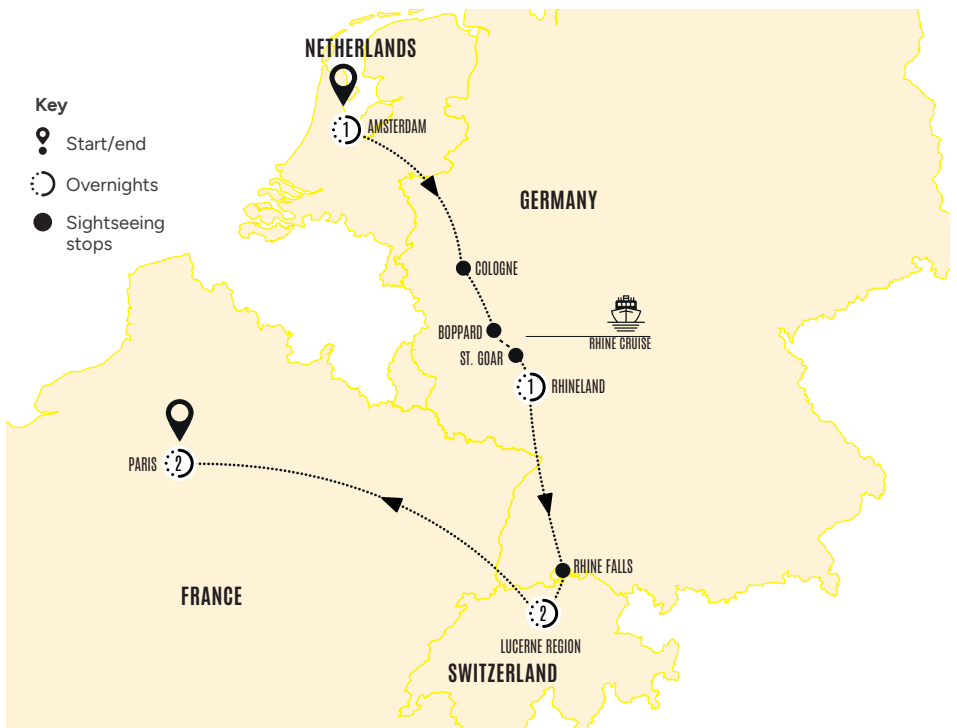 NETHERLANDS
Key
Start/end
Overnights
Sightseeing
stops
1
AMSTERDAM
GERMANY
COLOGNE
BOPPARD
RHINE CRUISE
ST. GOAR
1
RHINELAND
PARIS
2
RHINE FALLS
FRANCE
2
LUCERNE REGION
SWITZERLAND